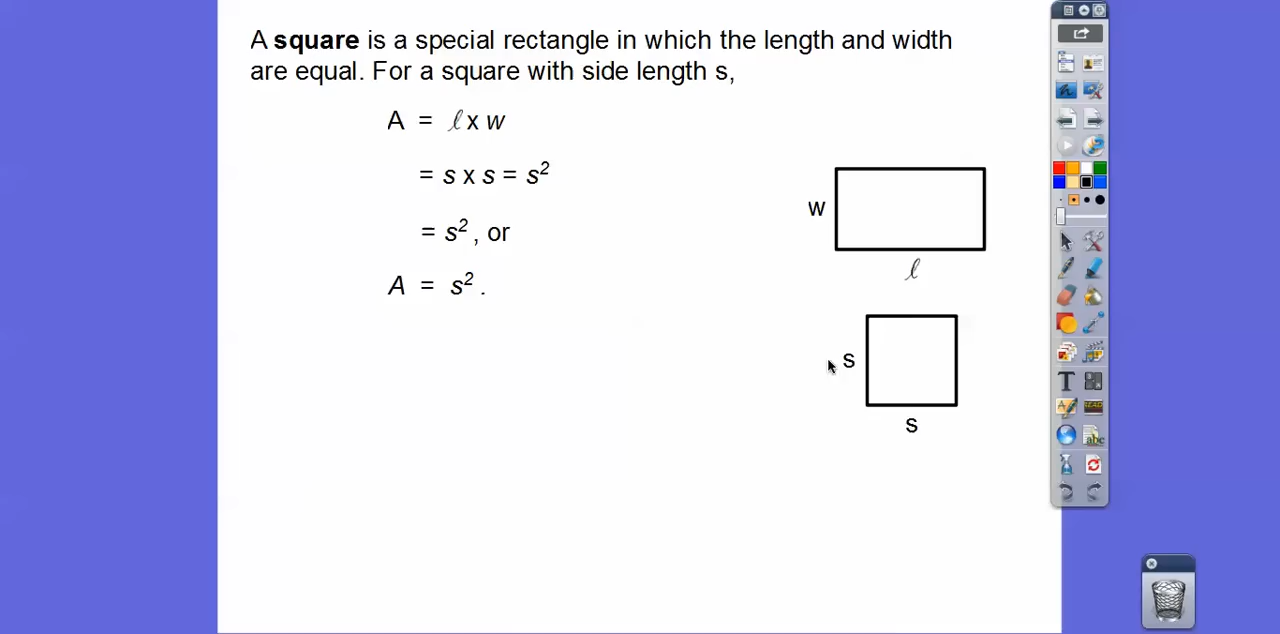 A square is a special rectangle in which the length and width
are equal. For a square with side length s,
A = ℓ x w
= s x s = s²
= s² , or
A = s² .
w
ℓ
s
s